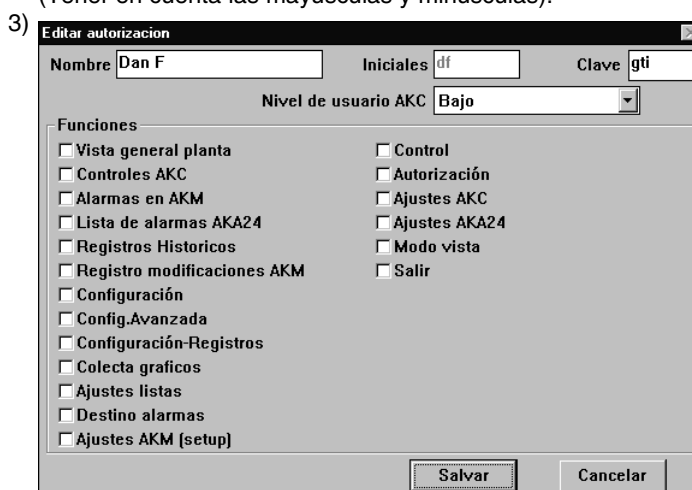 (Tener en cuenta las mayúsculas y minúsculas).
3)
Editar autorizacion
Nombre Dan F Iniciales df Clave gti
Nivel de usuario AKC Bajo
Funciones
Vista general planta Control
Controles AKC Autorización
Alarmas en AKM Ajustes AKC
Lista de alarmas AKA24 Ajustes AKA24
Registros Historicos Modo vista
Registro modificaciones AKM Salir
Configuración
Config.Avanzada
Configuración-Registros
Colecta graficos
Ajustes listas
Destino alarmas
Ajustes AKM (setup)
Salvar Cancelar